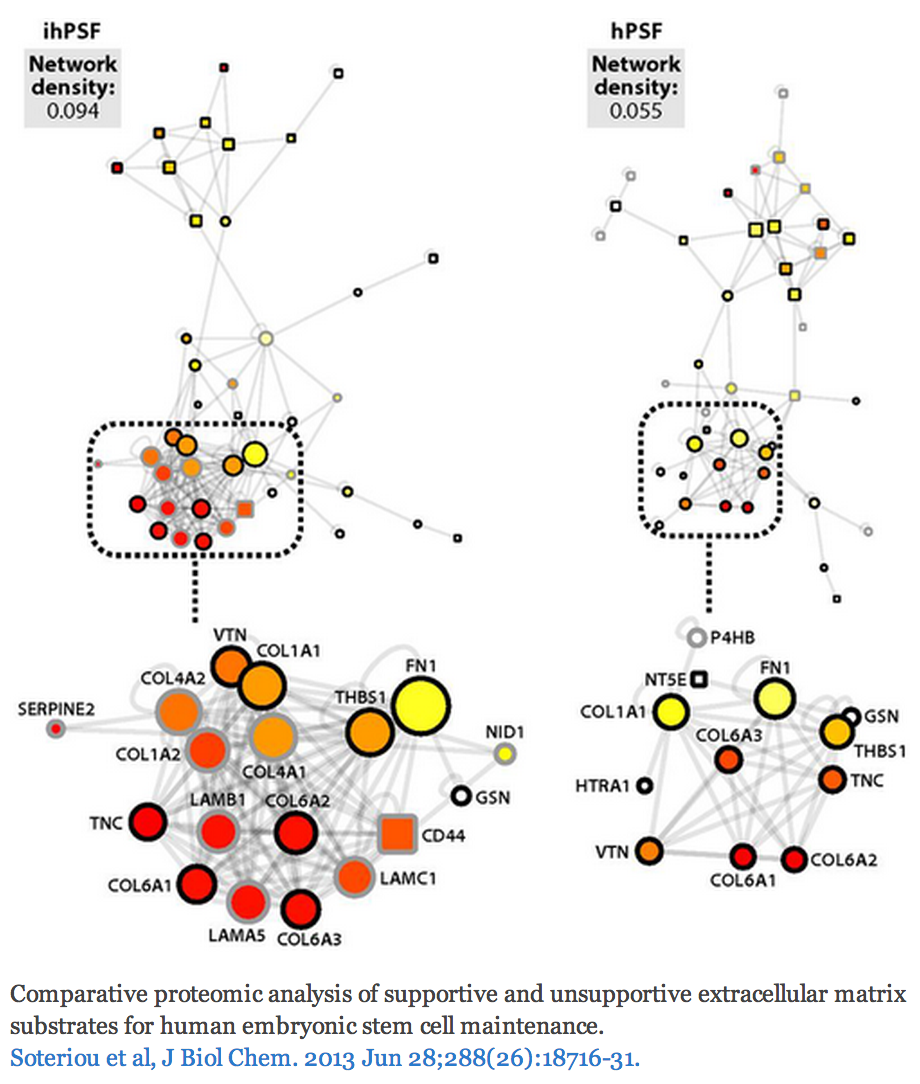 ihPSF
Network
density:
0.094
hPSF
Network
density:
0.055
VTN
COL1A1
COL4A2
FN1
THBS1
SERPINE2
NID1
COL1A2
COL4A1
GSN
LAMB1
COL6A2
TNC
CD44
COL6A1
LAMC1
LAMA5
COL6A3
P4HB
NT5E
FN1
COL1A1
GSN
COL6A3
THBS1
HTRA1
TNC
VTN
COL6A2
COL6A1
Comparative proteomic analysis of supportive and unsupportive extracellular matrix
substrates for human embryonic stem cell maintenance.
Soteriou et al, J Biol Chem. 2013 Jun 28;288(26):18716-31.